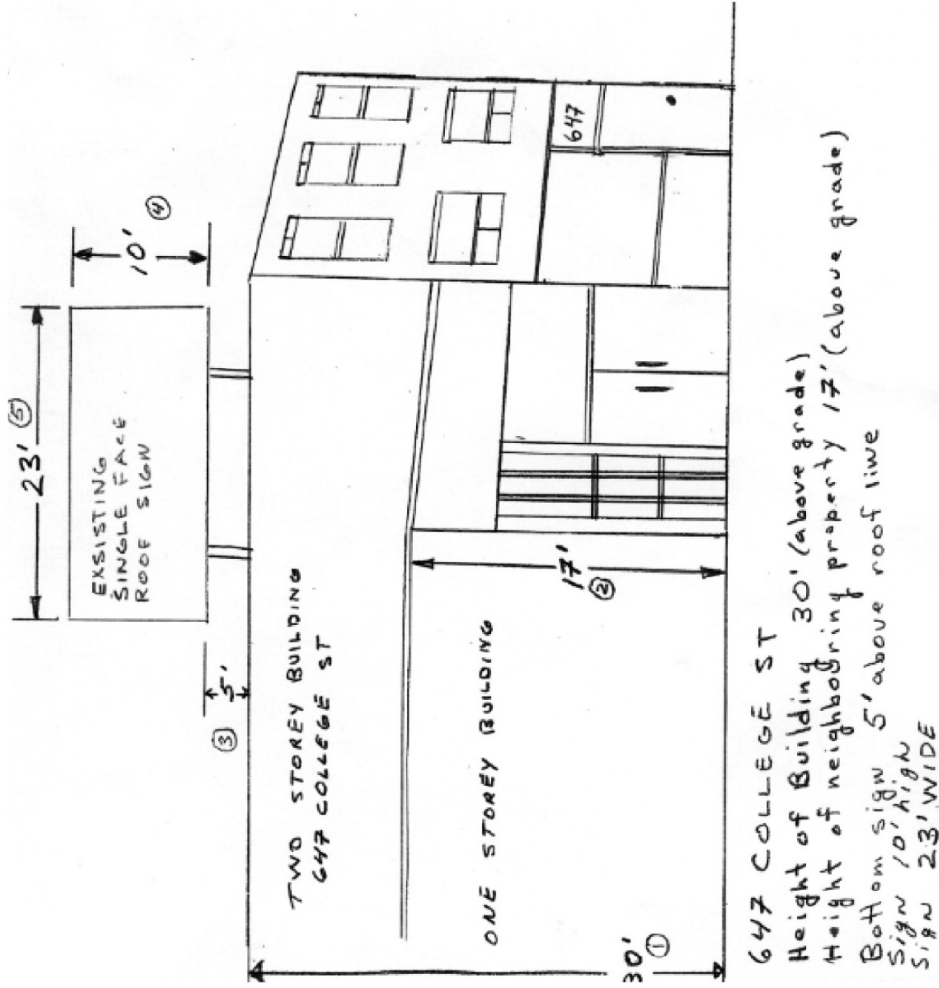 23' ⑤
EXSISTING
SINGLE FACE
ROOF SIGN
10' ④
③ 5'
TWO STOREY BUILDING
647 COLLEGE ST
ONE STOREY BUILDING
30' ①
17'
②
647
647 COLLEGE ST
Height of Building 30' (above grade)
Height of neighbogring property 17' (above grade)
Bottom sign 5' above roof line
Sign 10' high
Sign 23' WIDE